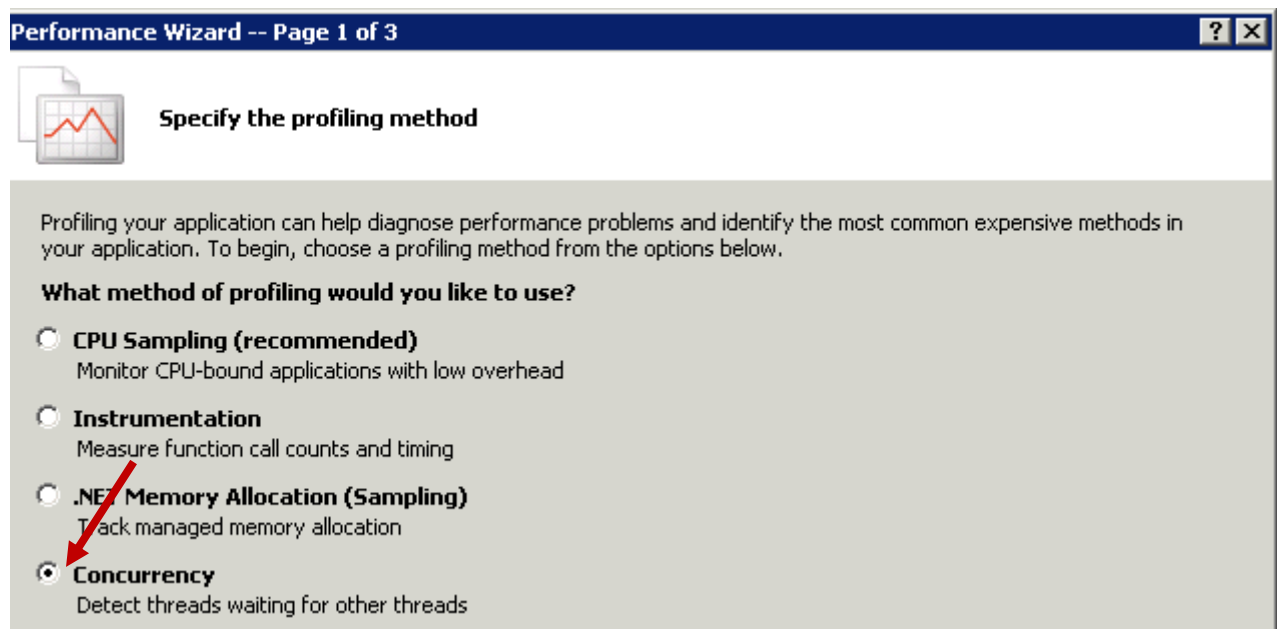 Performance Wizard -- Page 1 of 3
Specify the profiling method
Profiling your application can help diagnose performance problems and identify the most common expensive methods in
your application. To begin, choose a profiling method from the options below.
What method of profiling would you like to use?
CPU Sampling (recommended)
Monitor CPU-bound applications with low overhead
Instrumentation
Measure function call counts and timing
.NET Memory Allocation (Sampling)
Track managed memory allocation
Concurrency
Detect threads waiting for other threads